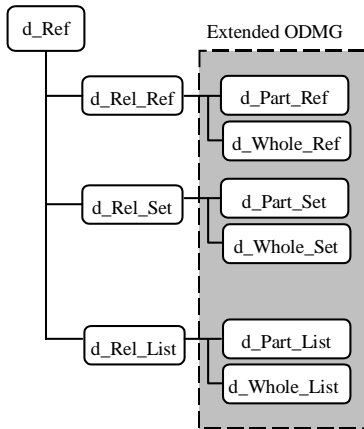 d_Ref
Extended ODMG
d_Rel_Ref
d_Part_Ref
d_Whole_Ref
d_Rel_Set
d_Part_Set
d_Whole_Set
d_Rel_List
d_Part_List
d_Whole_List